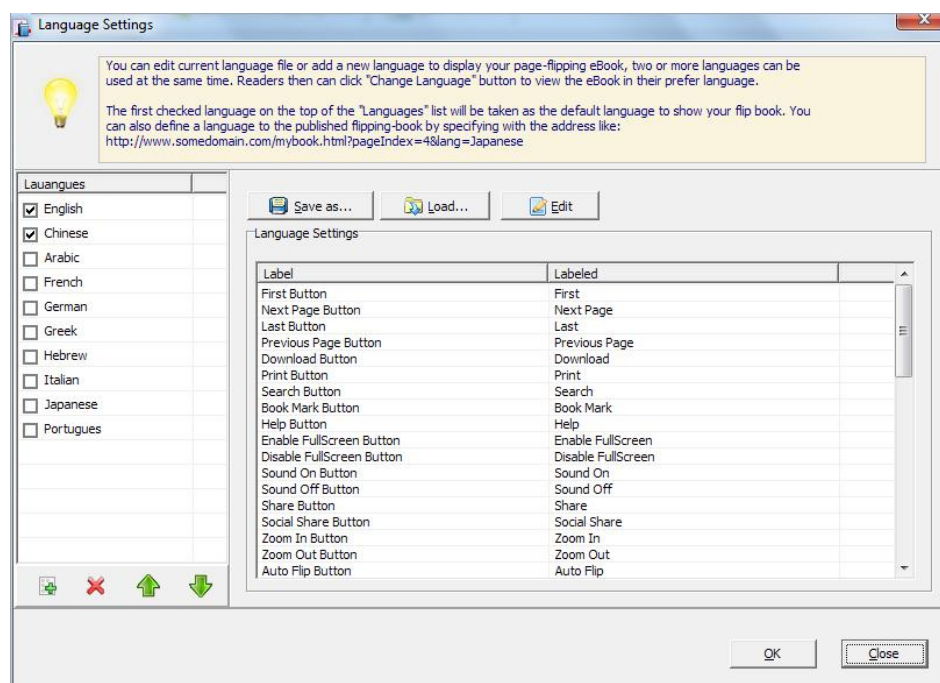 Language Settings
You can edit current language file or add a new language to display your page-flipping eBook, two or more languages can be
used at the same time. Readers then can click "Change Language" button to view the eBook in their prefer language.
The first checked language on the top of the "Languages" list will be taken as the default language to show your flip book. You
can also define a language to the published flipping-book by specifying with the address like:
http://www.somedomain.com/mybook.html?pageIndex=4&lang=Japanese
Lauangues
English
Chinese
Arabic
French
German
Greek
Hebrew
Italian
Japanese
Portugues
Save as... Load... Edit
Language Settings
Label Labeled
First Button First
Next Page Button Next Page
Last Button Last
Previous Page Button Previous Page
Download Button Download
Print Button Print
Search Button Search
Book Mark Button Book Mark
Help Button Help
Enable FullScreen Button Enable FullScreen
Disable FullScreen Button Disable FullScreen
Sound On Button Sound On
Sound Off Button Sound Off
Share Button Share
Social Share Button Social Share
Zoom In Button Zoom In
Zoom Out Button Zoom Out
Auto Flip Button Auto Flip
OK Close